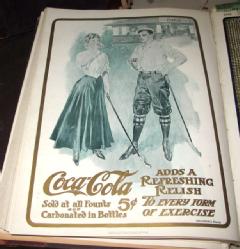 Coca-Cola
Sold at all Founts
AND
Carbonated in Bottles
5¢
ADDS A
REFRESHING
RELISH
TO EVERY FORM
OF EXERCISE